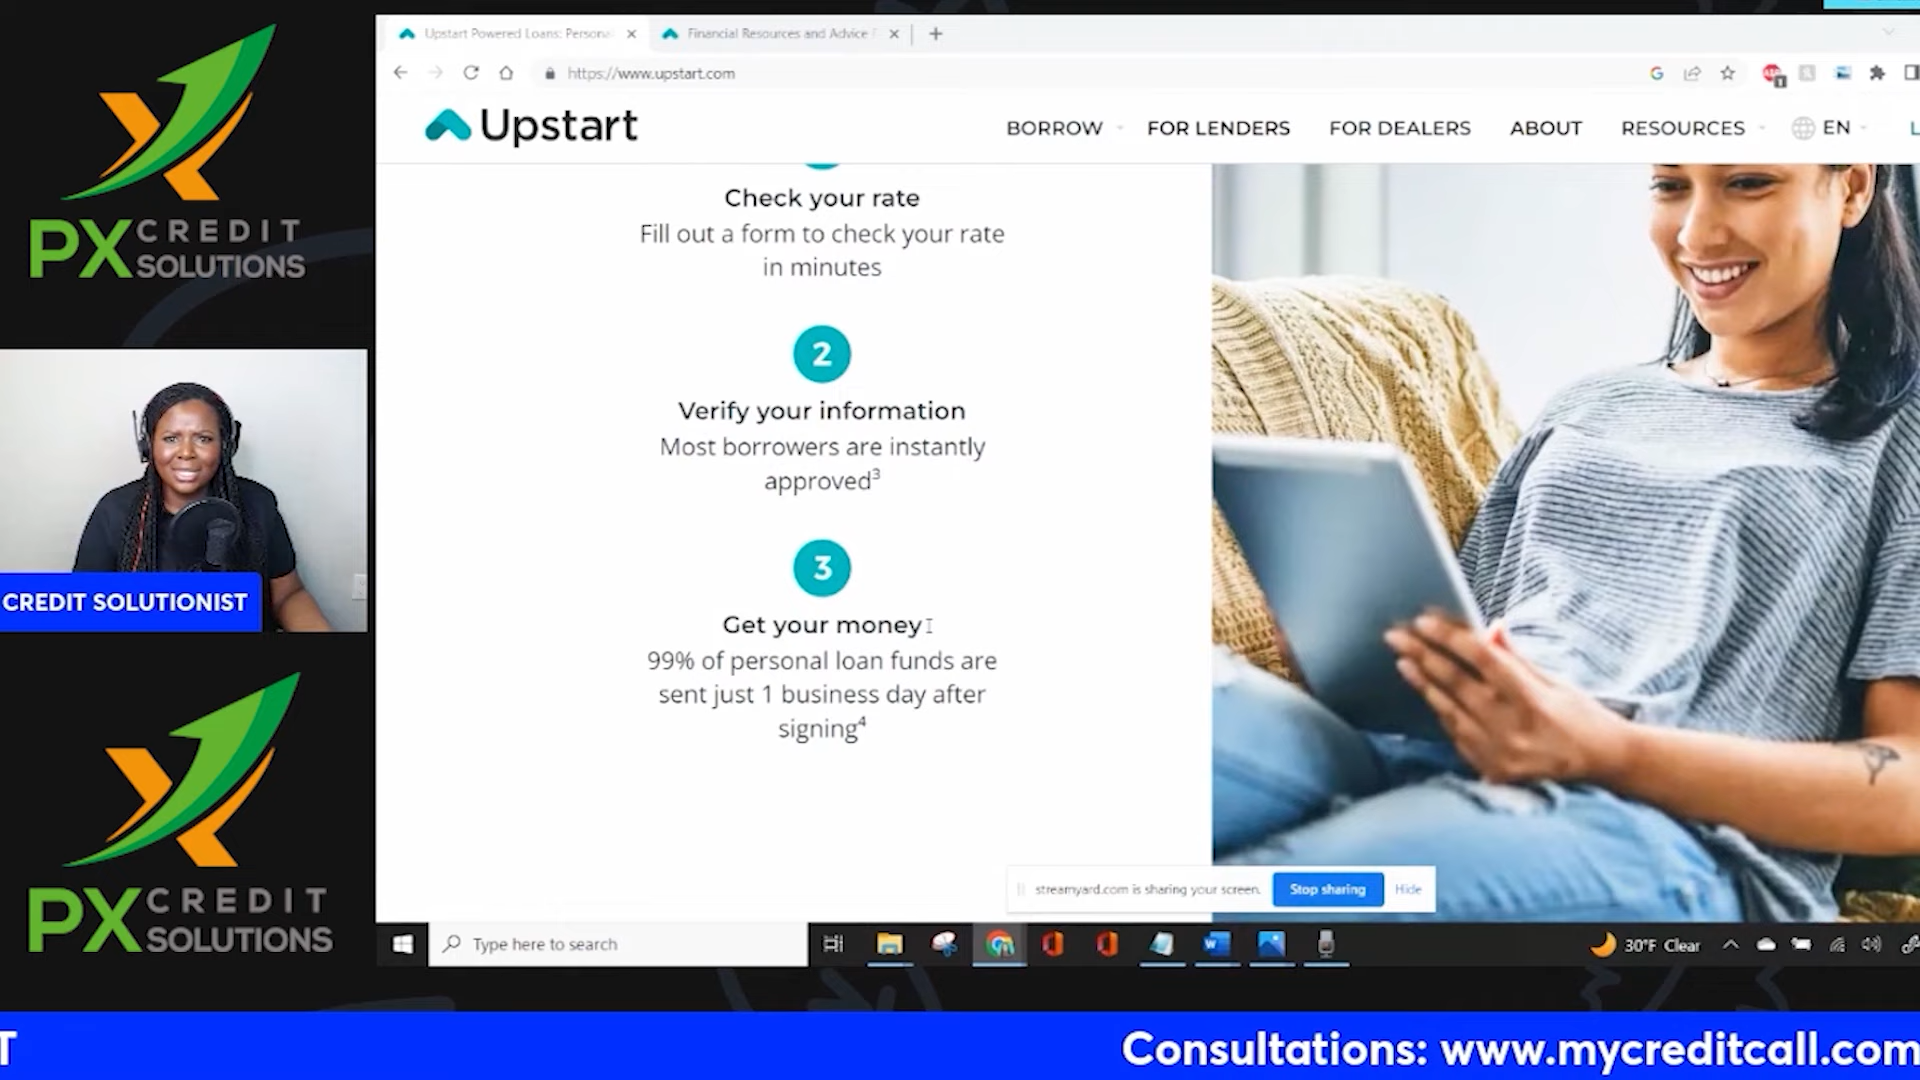 PX CREDIT
SOLUTIONS
CREDIT SOLUTIONIST
PX CREDIT
SOLUTIONS
Upstart Powered Loans: Persona
Financial Resources and Advice
https://www.upstart.com
Upstart
BORROW
FOR LENDERS
FOR DEALERS
ABOUT
RESOURCES
EN
L
Check your rate
Fill out a form to check your rate
in minutes
2
Verify your information
Most borrowers are instantly
approved³
3
Get your money
99% of personal loan funds are
sent just 1 business day after
signing⁴
streamyard.com is sharing your screen.
Stop sharing
Hide
Type here to search
30°F Clear
T
Consultations: www.mycreditcall.com